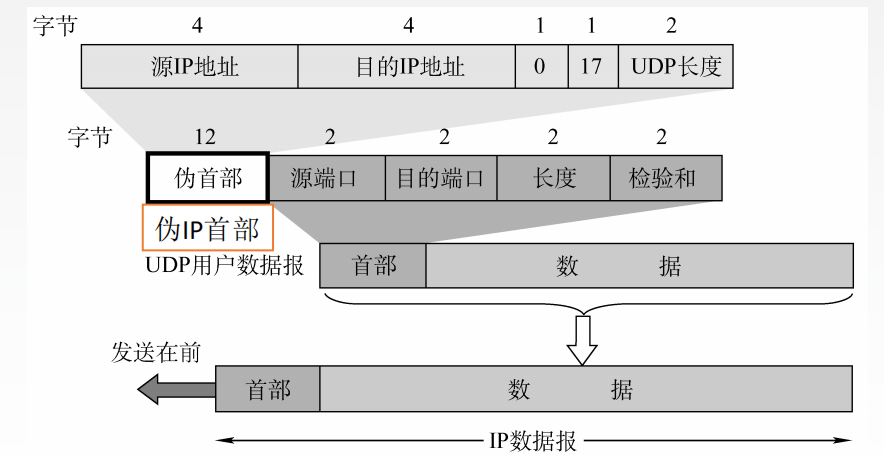 字节 4 4 1 1 2
源IP地址 目的IP地址 0 17 UDP长度
字节 12 2 2 2 2
伪首部 源端口 目的端口 长度 检验和
伪IP首部
UDP用户数据报 首部 数 据
发送在前
首部 数 据
IP数据报